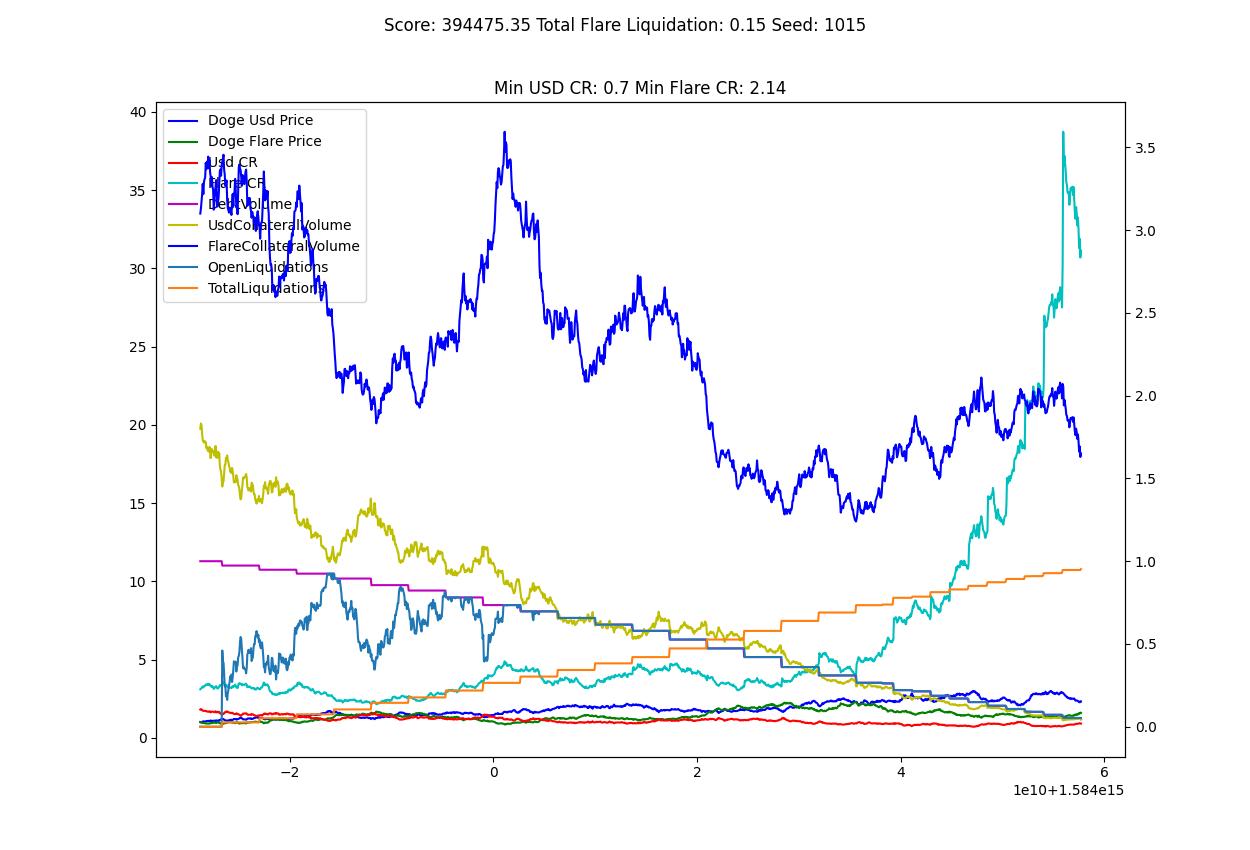 Score: 394475.35 Total Flare Liquidation: 0.15 Seed: 1015
Min USD CR: 0.7 Min Flare CR: 2.14
Doge Usd Price
Doge Flare Price
Usd CR
Flare CR
DebtVolume
UsdCollateralVolume
FlareCollateralVolume
OpenLiquidations
TotalLiquidations
40
35
30
25
20
15
10
5
0
3.5
3.0
2.5
2.0
1.5
1.0
0.5
0.0
−2
0
2
4
6
1e10+1.584e15